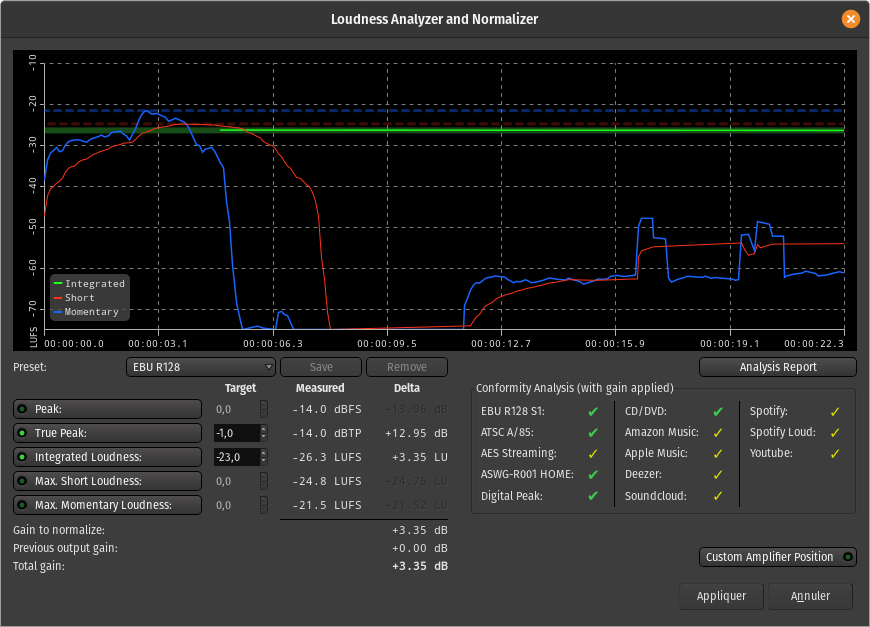 Loudness Analyzer and Normalizer
-10
-20
-30
-40
-50
-60
-70
LUFS
Integrated
Short
Momentary
00:00:00.0 00:00:03.1 00:00:06.3 00:00:09.5 00:00:12.7 00:00:15.9 00:00:19.1 00:00:22.3
Preset: EBU R128 Save Remove Analysis Report
Target Measured Delta
Peak: 0,0 -14.0 dBFS +13.96 dB
True Peak: -1,0 -14.0 dBTP +12.95 dB
Integrated Loudness: -23,0 -26.3 LUFS +3.35 LU
Max. Short Loudness: 0,0 -24.8 LUFS +24.76 LU
Max. Momentary Loudness: 0,0 -21.5 LUFS +21.52 LU
Gain to normalize: +3.35 dB
Previous output gain: +0.00 dB
Total gain: +3.35 dB
Conformity Analysis (with gain applied)
EBU R128 S1: ✔ CD/DVD: ✔ Spotify: ✓
ATSC A/85: ✔ Amazon Music: ✓ Spotify Loud: ✓
AES Streaming: ✓ Apple Music: ✓ Youtube: ✓
ASWG-R001 HOME: ✔ Deezer: ✓
Digital Peak: ✔ Soundcloud: ✓
Custom Amplifier Position
Appliquer Annuler